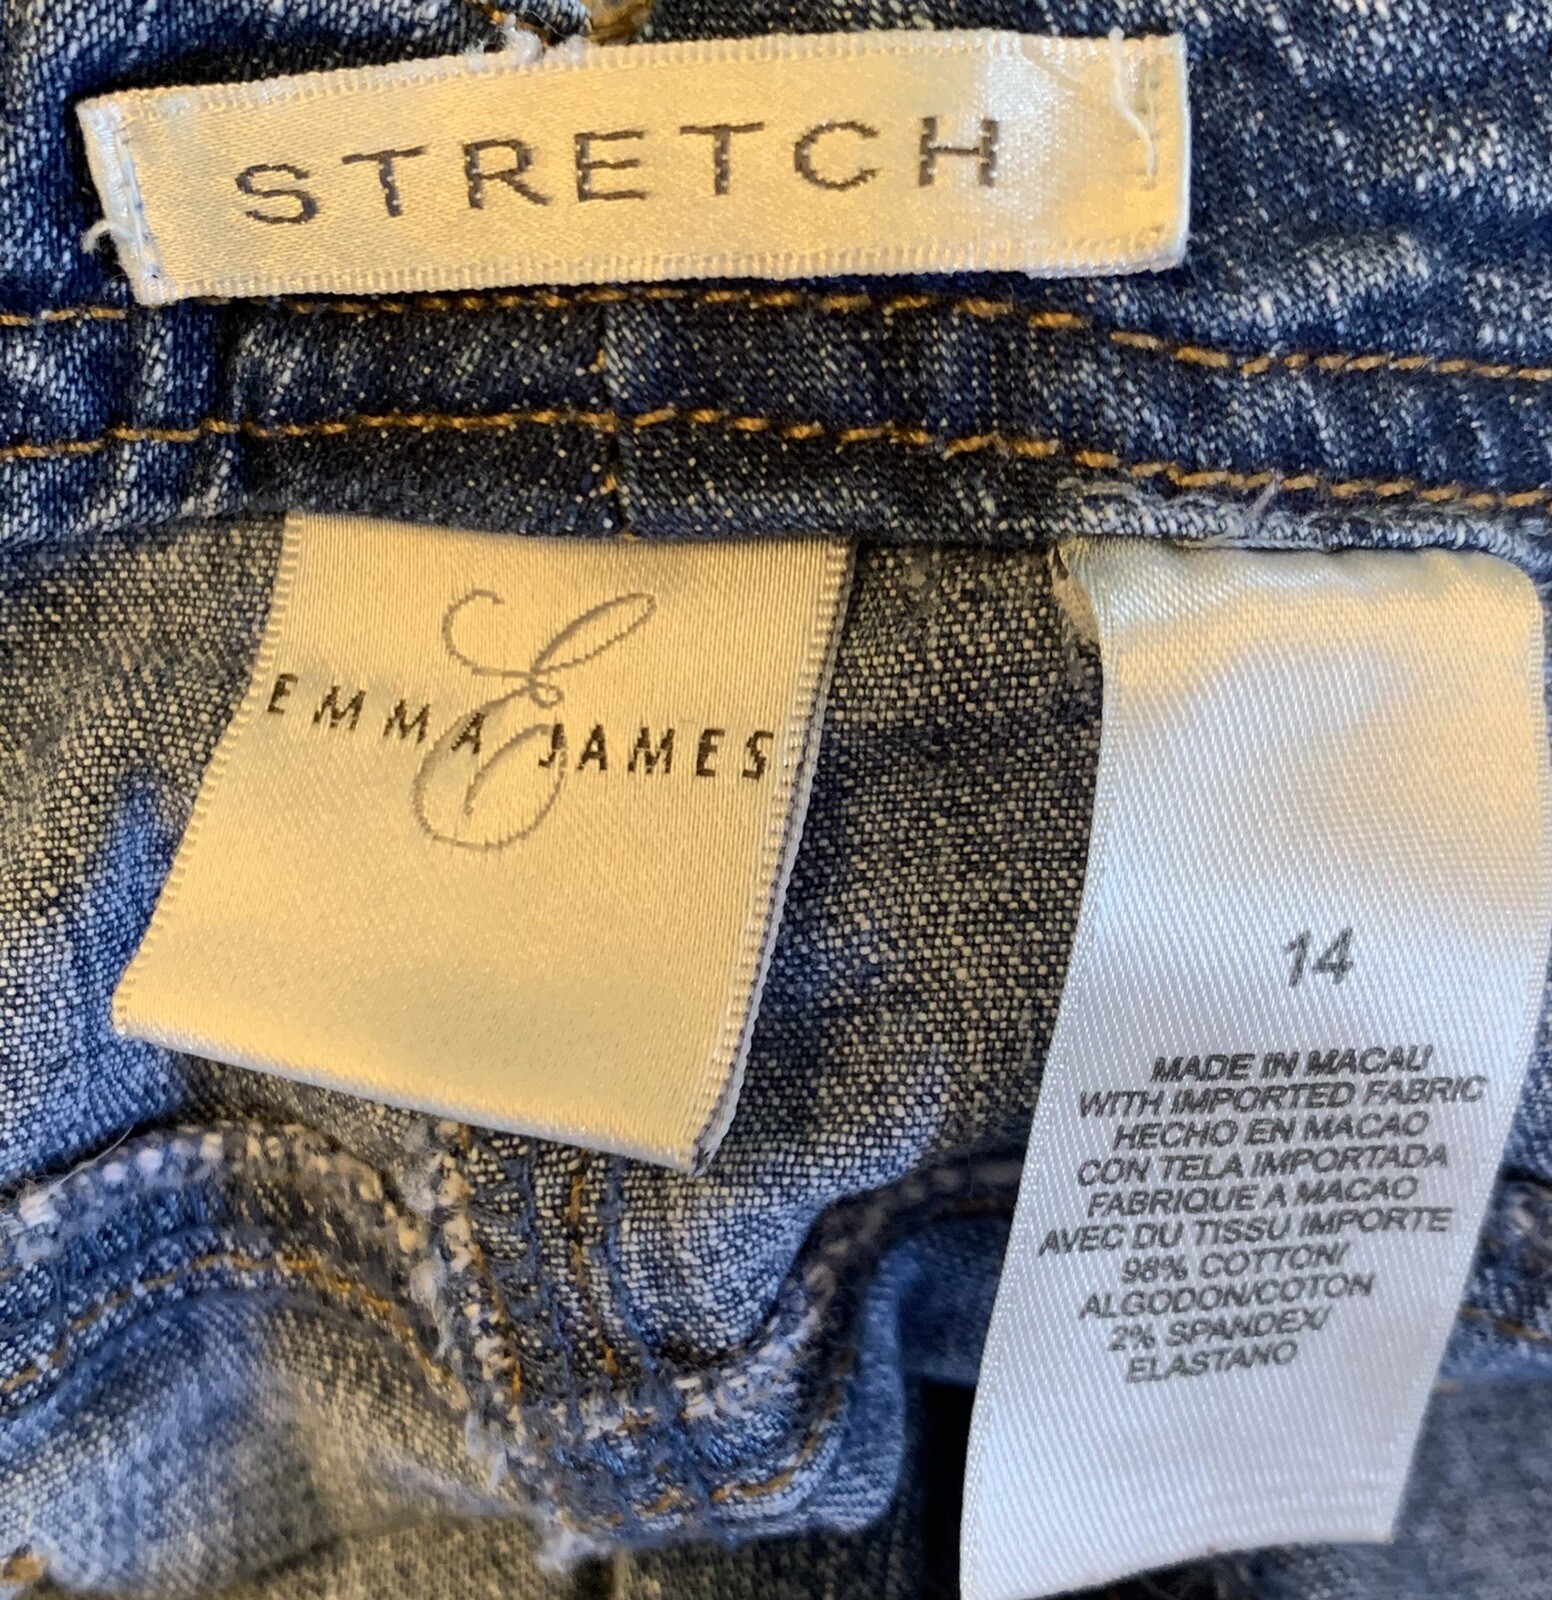 STRETCH
E
EMMA JAMES
14
MADE IN MACAU
WITH IMPORTED FABRIC
HECHO EN MACAO
CON TELA IMPORTADA
FABRIQUE A MACAO
AVEC DU TISSU IMPORTE
98% COTTON/
ALGODON/COTON
2% SPANDEX/
ELASTANO